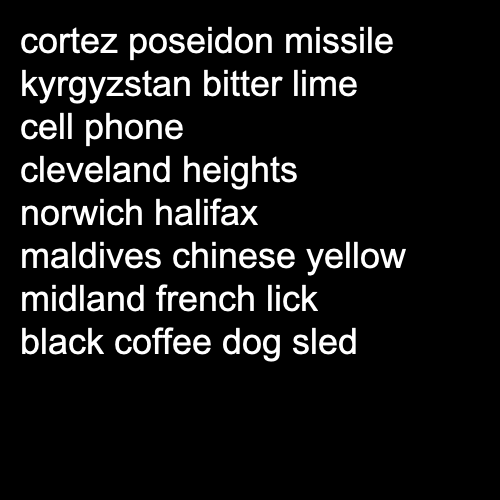 cortez poseidon missile
kyrgyzstan bitter lime
cell phone
cleveland heights
norwich halifax
maldives chinese yellow
midland french lick
black coffee dog sled